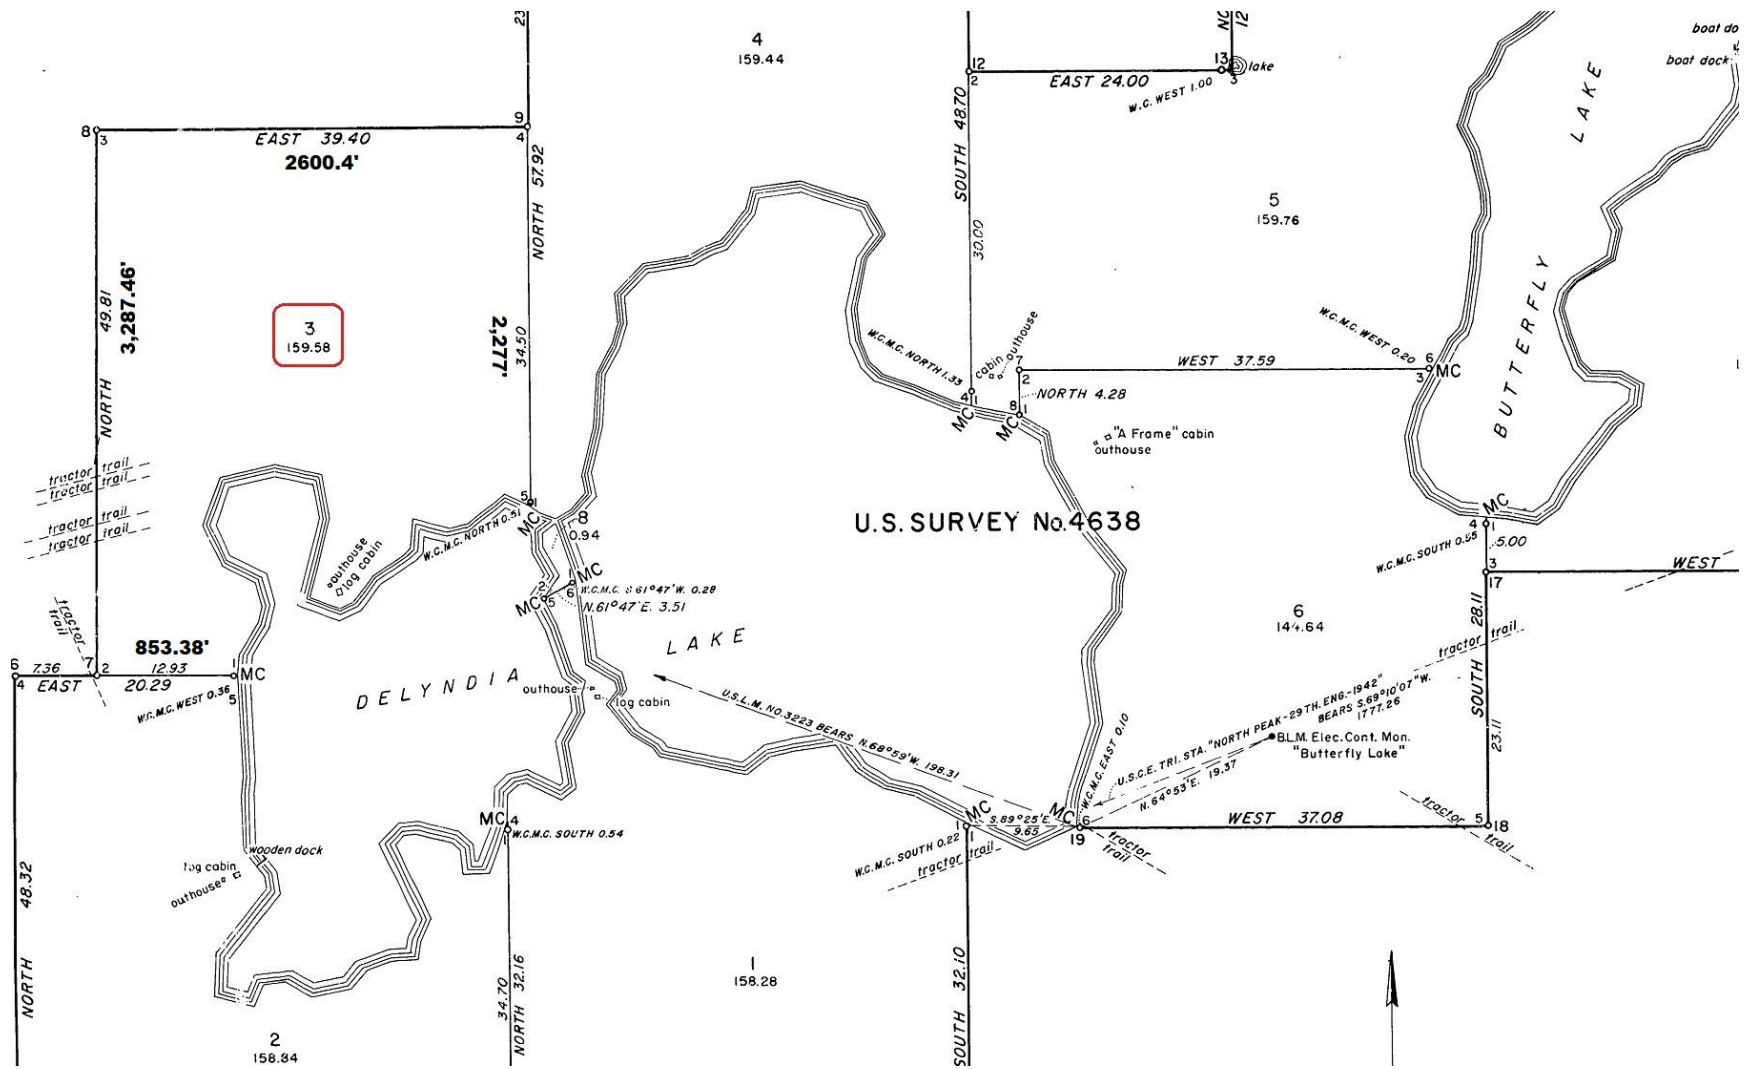 23
4
159.44
12
2
EAST 24.00
13
3
lake
W.C. WEST 1.00
NO
12
boat do
boat dock
8
3
EAST 39.40
2600.4'
9
4
NORTH 57.92
34.50
2,277'
SOUTH 48.70
30.00
5
159.76
BUTTERFLY LAKE
NORTH 49.81
3,287.46'
3
159.58
W.C.M.C. NORTH 1.33
cabin
outhouse
7
2
WEST 37.59
W.C.M.C. WEST 0.20
6
3
MC
4
1
MC
8
1
MC
NORTH 4.28
"A Frame" cabin
outhouse
tractor trail
tractor trail
tractor trail
tractor trail
5
1
MC
W.C.M.C. NORTH 0.51
8
0.94
U.S. SURVEY No. 4638
MC
4
1
5.00
W.C.M.C. SOUTH 0.55
3
17
WEST
outhouse
log cabin
1
6
MC
W.C.M.C. S 61°47'W. 0.28
N. 61°47'E. 3.51
2
5
MC
6
144.64
tractor trail
SOUTH 28.11
23.11
tractor trail
853.38'
6
4
7.36
7
2
12.93
1
5
MC
EAST 20.29
W.C.M.C. WEST 0.36
DELYNDIA LAKE
outhouse
log cabin
U.S.L.M. NO. 3223 BEARS N. 68°59'W. 198.31
U.S.C.E. TRI. STA. "NORTH PEAK-29TH. ENG.-1942"
BEARS S. 69°10'07"W.
1777.26
B.L.M. Elec. Cont. Mon.
"Butterfly Lake"
N. 64°53'E. 19.37
W.C.M.C. EAST 0.10
MC
4
1
W.C.M.C. SOUTH 0.54
MC
1
1
S. 89°25'E.
9.65
MC
6
19
WEST 37.08
5
18
tractor trail
tractor trail
W.C.M.C. SOUTH 0.22
tractor trail
wooden dock
log cabin
outhouse
NORTH 48.32
34.70
NORTH 32.16
1
158.28
SOUTH 32.10
2
158.34